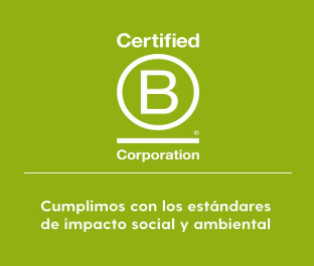 Certified
B
®
Corporation
Cumplimos con los estándares
de impacto social y ambiental